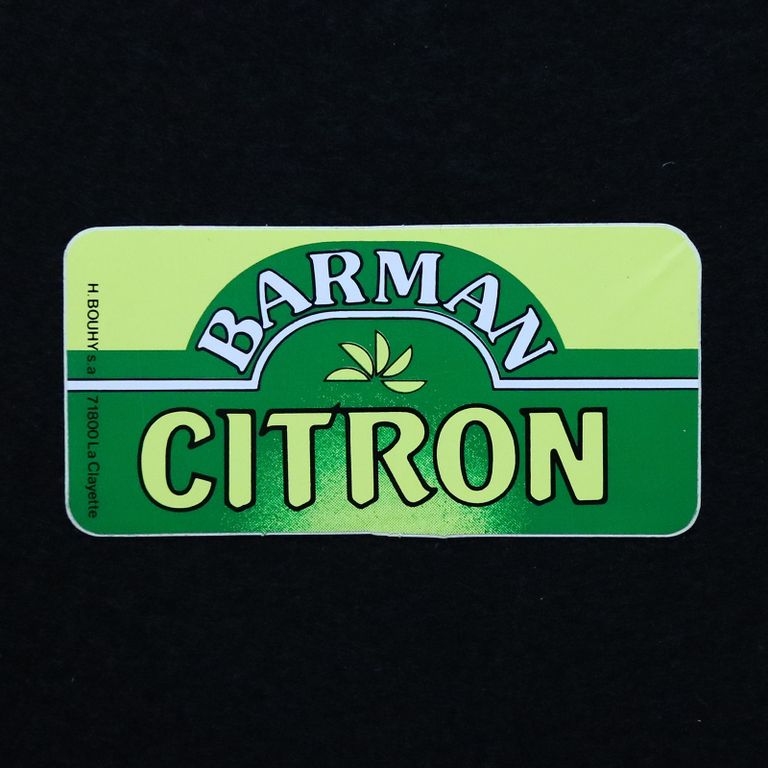 BARMAN
CITRON
H. BOUHY s.a 71800 La Clayette